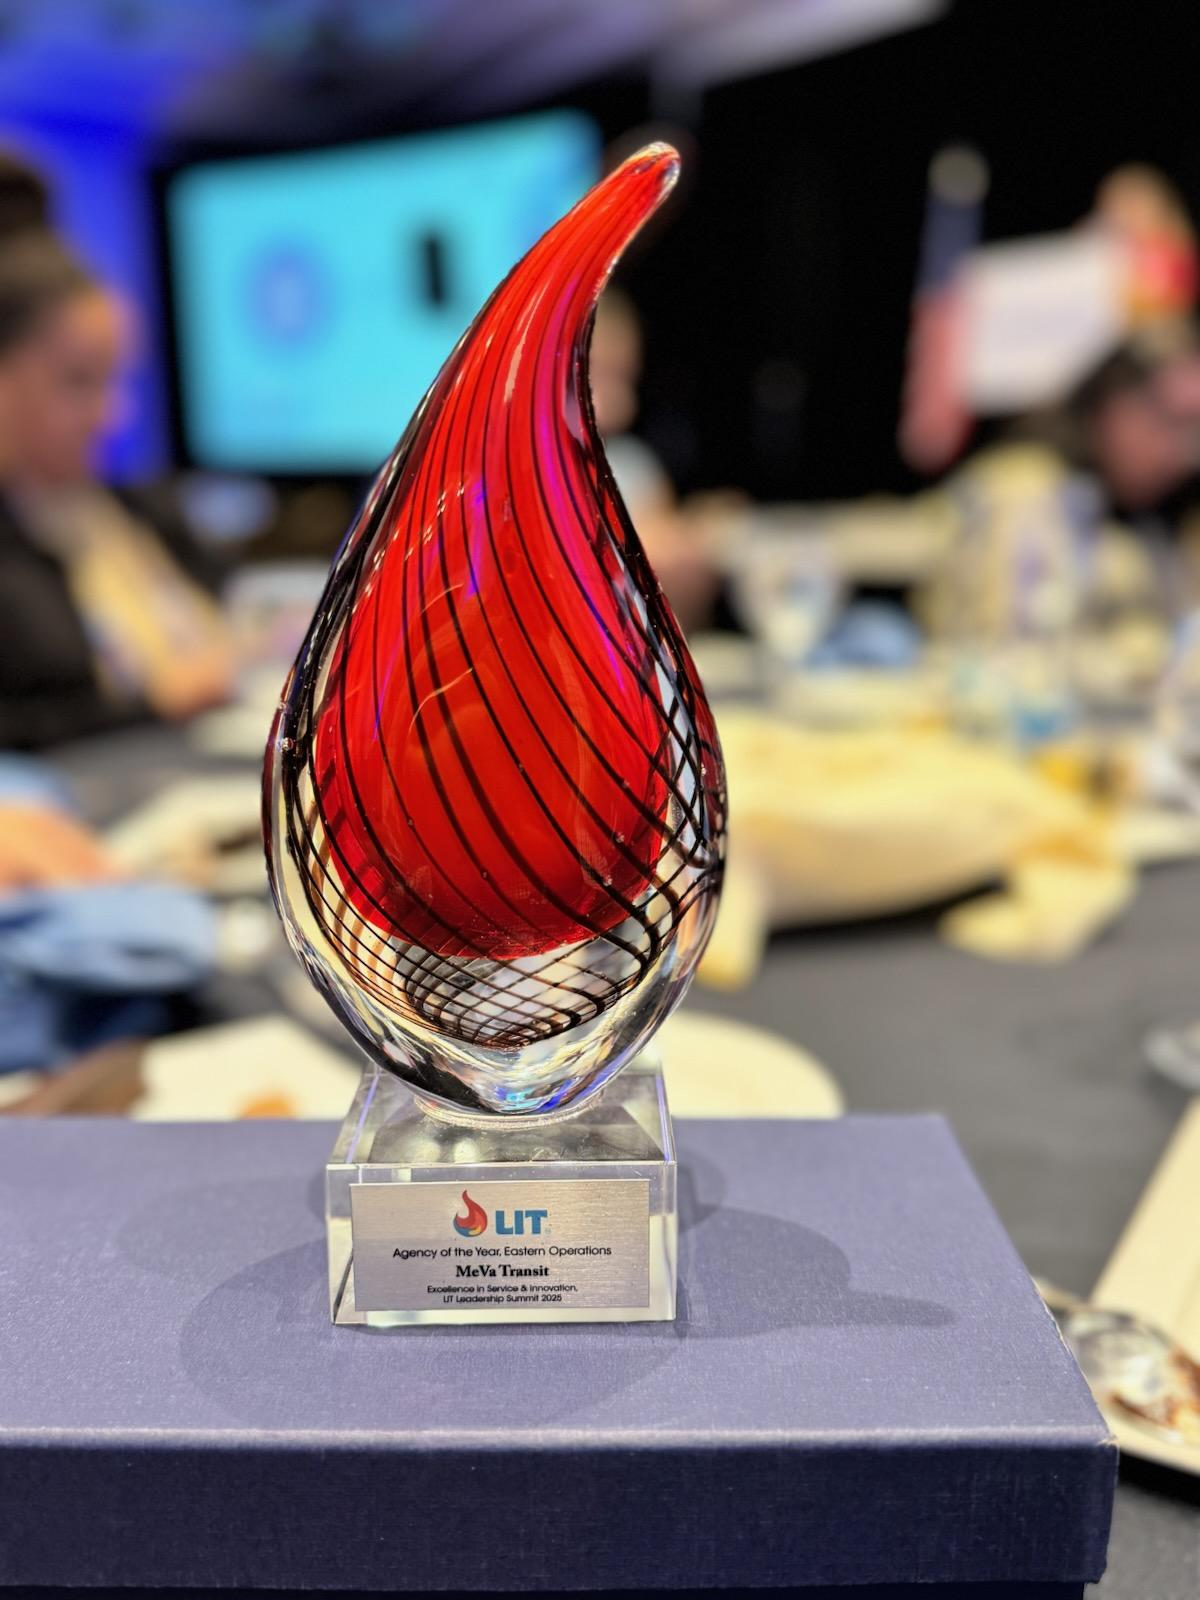 LIT
Agency of the Year, Eastern Operations
MeVa Transit
Excellence in Service & Innovation,
LIT Leadership Summit 2025